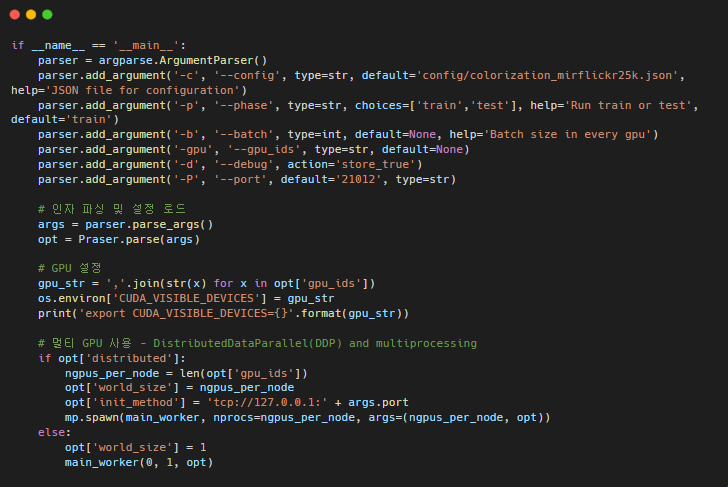 if __name__ == '__main__':
    parser = argparse.ArgumentParser()
    parser.add_argument('-c', '--config', type=str, default='config/colorization_mirflickr25k.json',
help='JSON file for configuration')
    parser.add_argument('-p', '--phase', type=str, choices=['train','test'], help='Run train or test',
default='train')
    parser.add_argument('-b', '--batch', type=int, default=None, help='Batch size in every gpu')
    parser.add_argument('-gpu', '--gpu_ids', type=str, default=None)
    parser.add_argument('-d', '--debug', action='store_true')
    parser.add_argument('-P', '--port', default='21012', type=str)

    # 인자 파싱 및 설정 로드
    args = parser.parse_args()
    opt = Praser.parse(args)

    # GPU 설정
    gpu_str = ','.join(str(x) for x in opt['gpu_ids'])
    os.environ['CUDA_VISIBLE_DEVICES'] = gpu_str
    print('export CUDA_VISIBLE_DEVICES={}'.format(gpu_str))

    # 멀티 GPU 사용 - DistributedDataParallel(DDP) and multiprocessing
    if opt['distributed']:
        ngpus_per_node = len(opt['gpu_ids'])
        opt['world_size'] = ngpus_per_node
        opt['init_method'] = 'tcp://127.0.0.1:' + args.port
        mp.spawn(main_worker, nprocs=ngpus_per_node, args=(ngpus_per_node, opt))
    else:
        opt['world_size'] = 1
        main_worker(0, 1, opt)